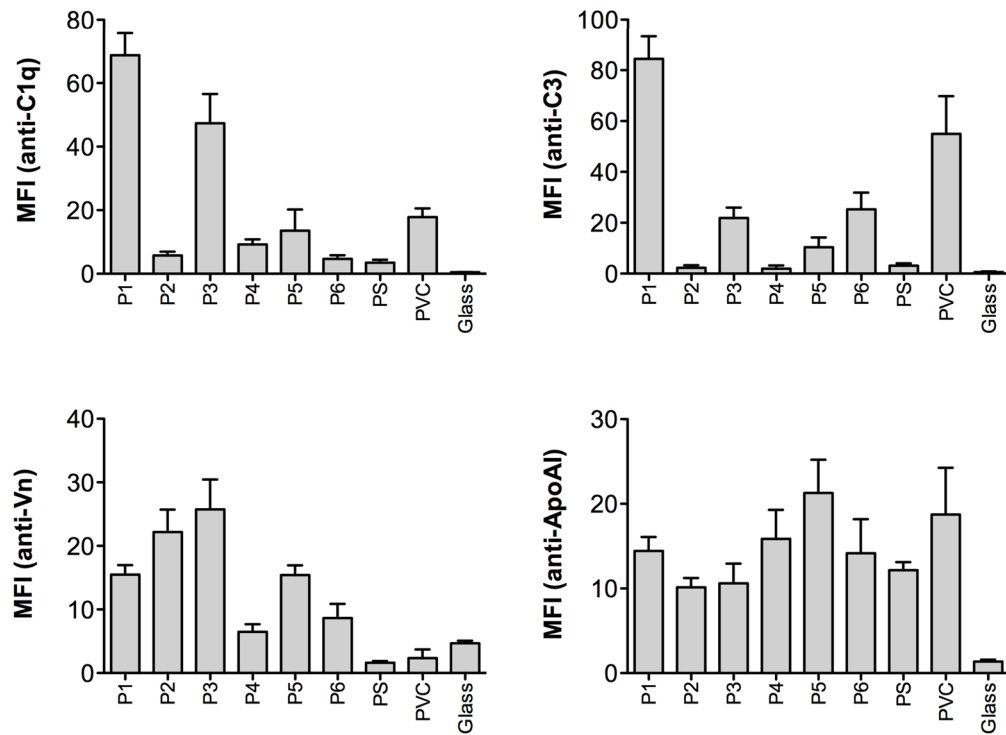 MFI (anti-C1q)
80
60
40
20
0
P1
P2
P3
P4
P5
P6
PS
PVC
Glass
MFI (anti-C3)
100
80
60
40
20
0
P1
P2
P3
P4
P5
P6
PS
PVC
Glass
MFI (anti-Vn)
40
30
20
10
0
P1
P2
P3
P4
P5
P6
PS
PVC
Glass
MFI (anti-ApoAI)
30
20
10
0
P1
P2
P3
P4
P5
P6
PS
PVC
Glass